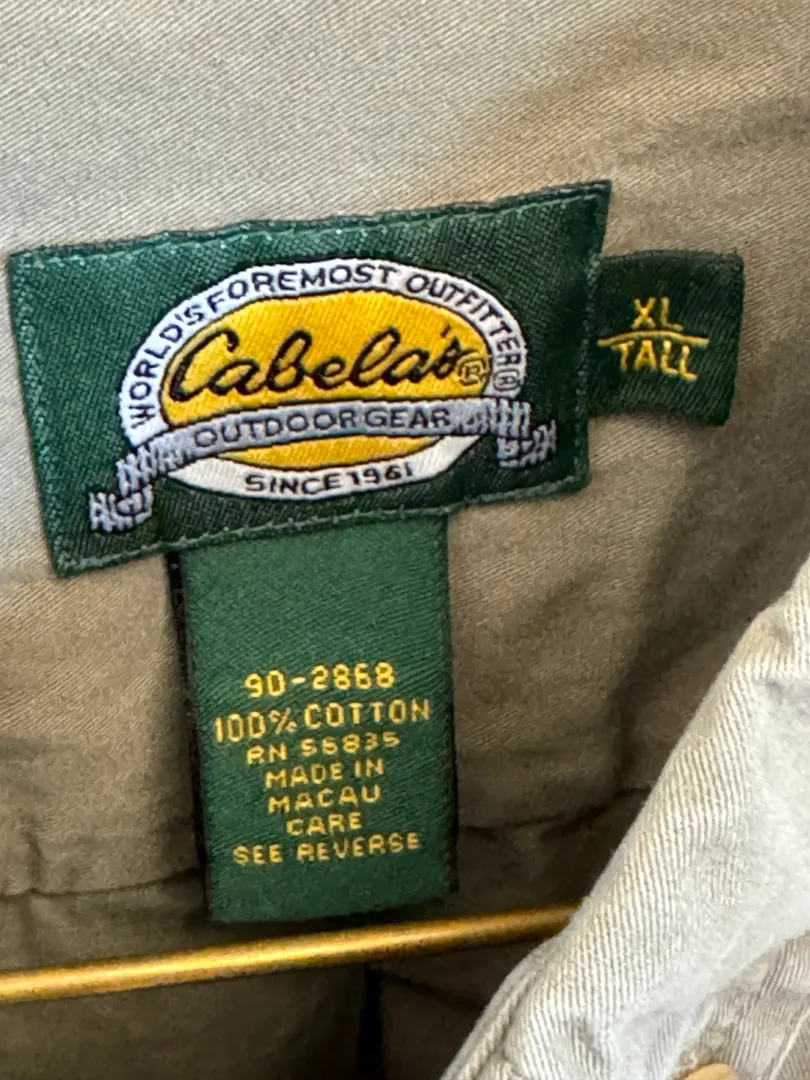 WORLD'S FOREMOST OUTFITTER®
Cabela's®
OUTDOOR GEAR
SINCE 1961
XL
TALL
90-2868
100% COTTON
RN 56835
MADE IN
MACAU
CARE
SEE REVERSE